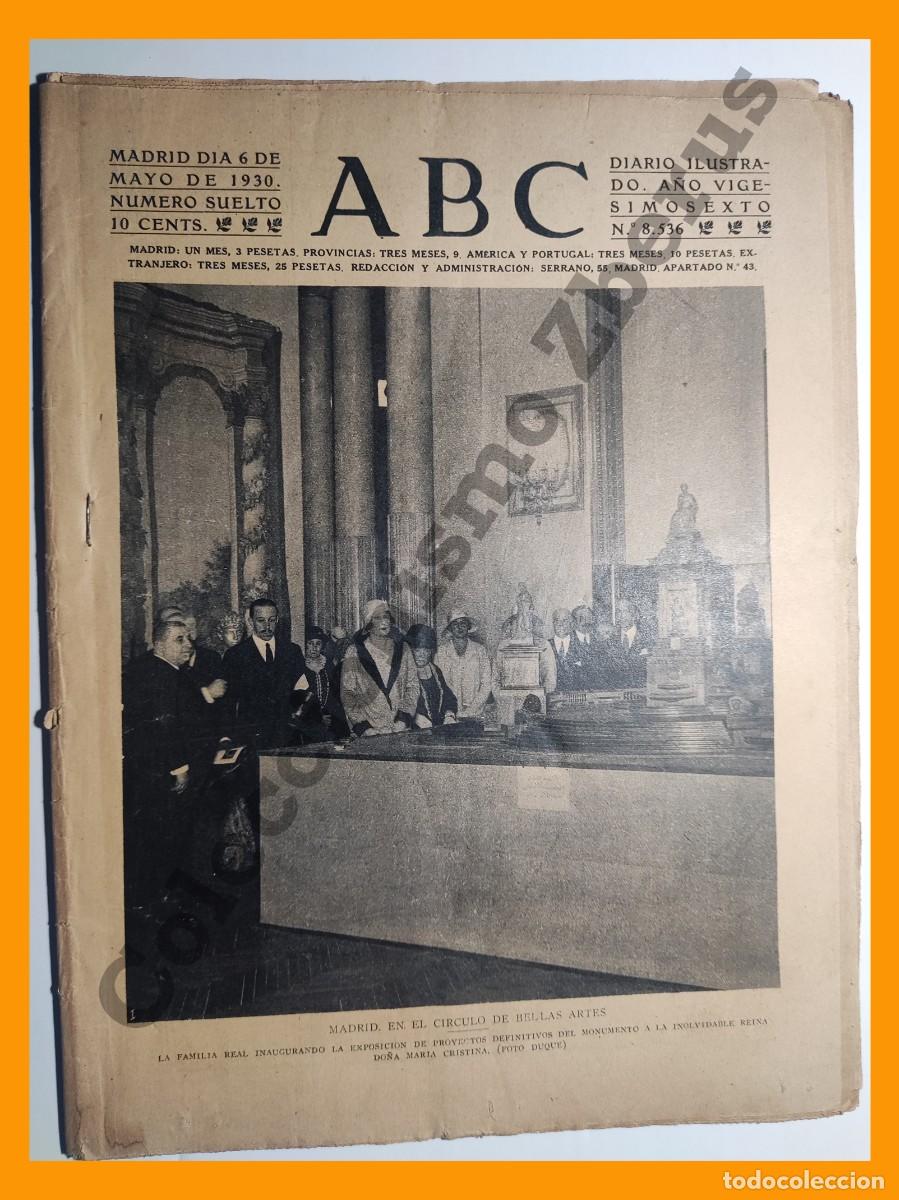 MADRID DIA 6 DE
MAYO DE 1930.
NUMERO SUELTO
10 CENTS.
ABC
DIARIO ILUSTRA-
DO. AÑO VIGE-
SIMOSEXTO
N.º 8.536
MADRID: UN MES, 3 PESETAS. PROVINCIAS: TRES MESES, 9. AMERICA Y PORTUGAL: TRES MESES, 10 PESETAS. EX-
TRANJERO: TRES MESES, 25 PESETAS. REDACCIÓN Y ADMINISTRACIÓN: SERRANO, 55, MADRID. APARTADO N.º 43.
Coleccionismo Zberus
MADRID. EN EL CIRCULO DE BELLAS ARTES
LA FAMILIA REAL INAUGURANDO LA EXPOSICION DE PROYECTOS DEFINITIVOS DEL MONUMENTO A LA INOLVIDABLE REINA
DOÑA MARIA CRISTINA. (FOTO DUQUE)
todocoleccion